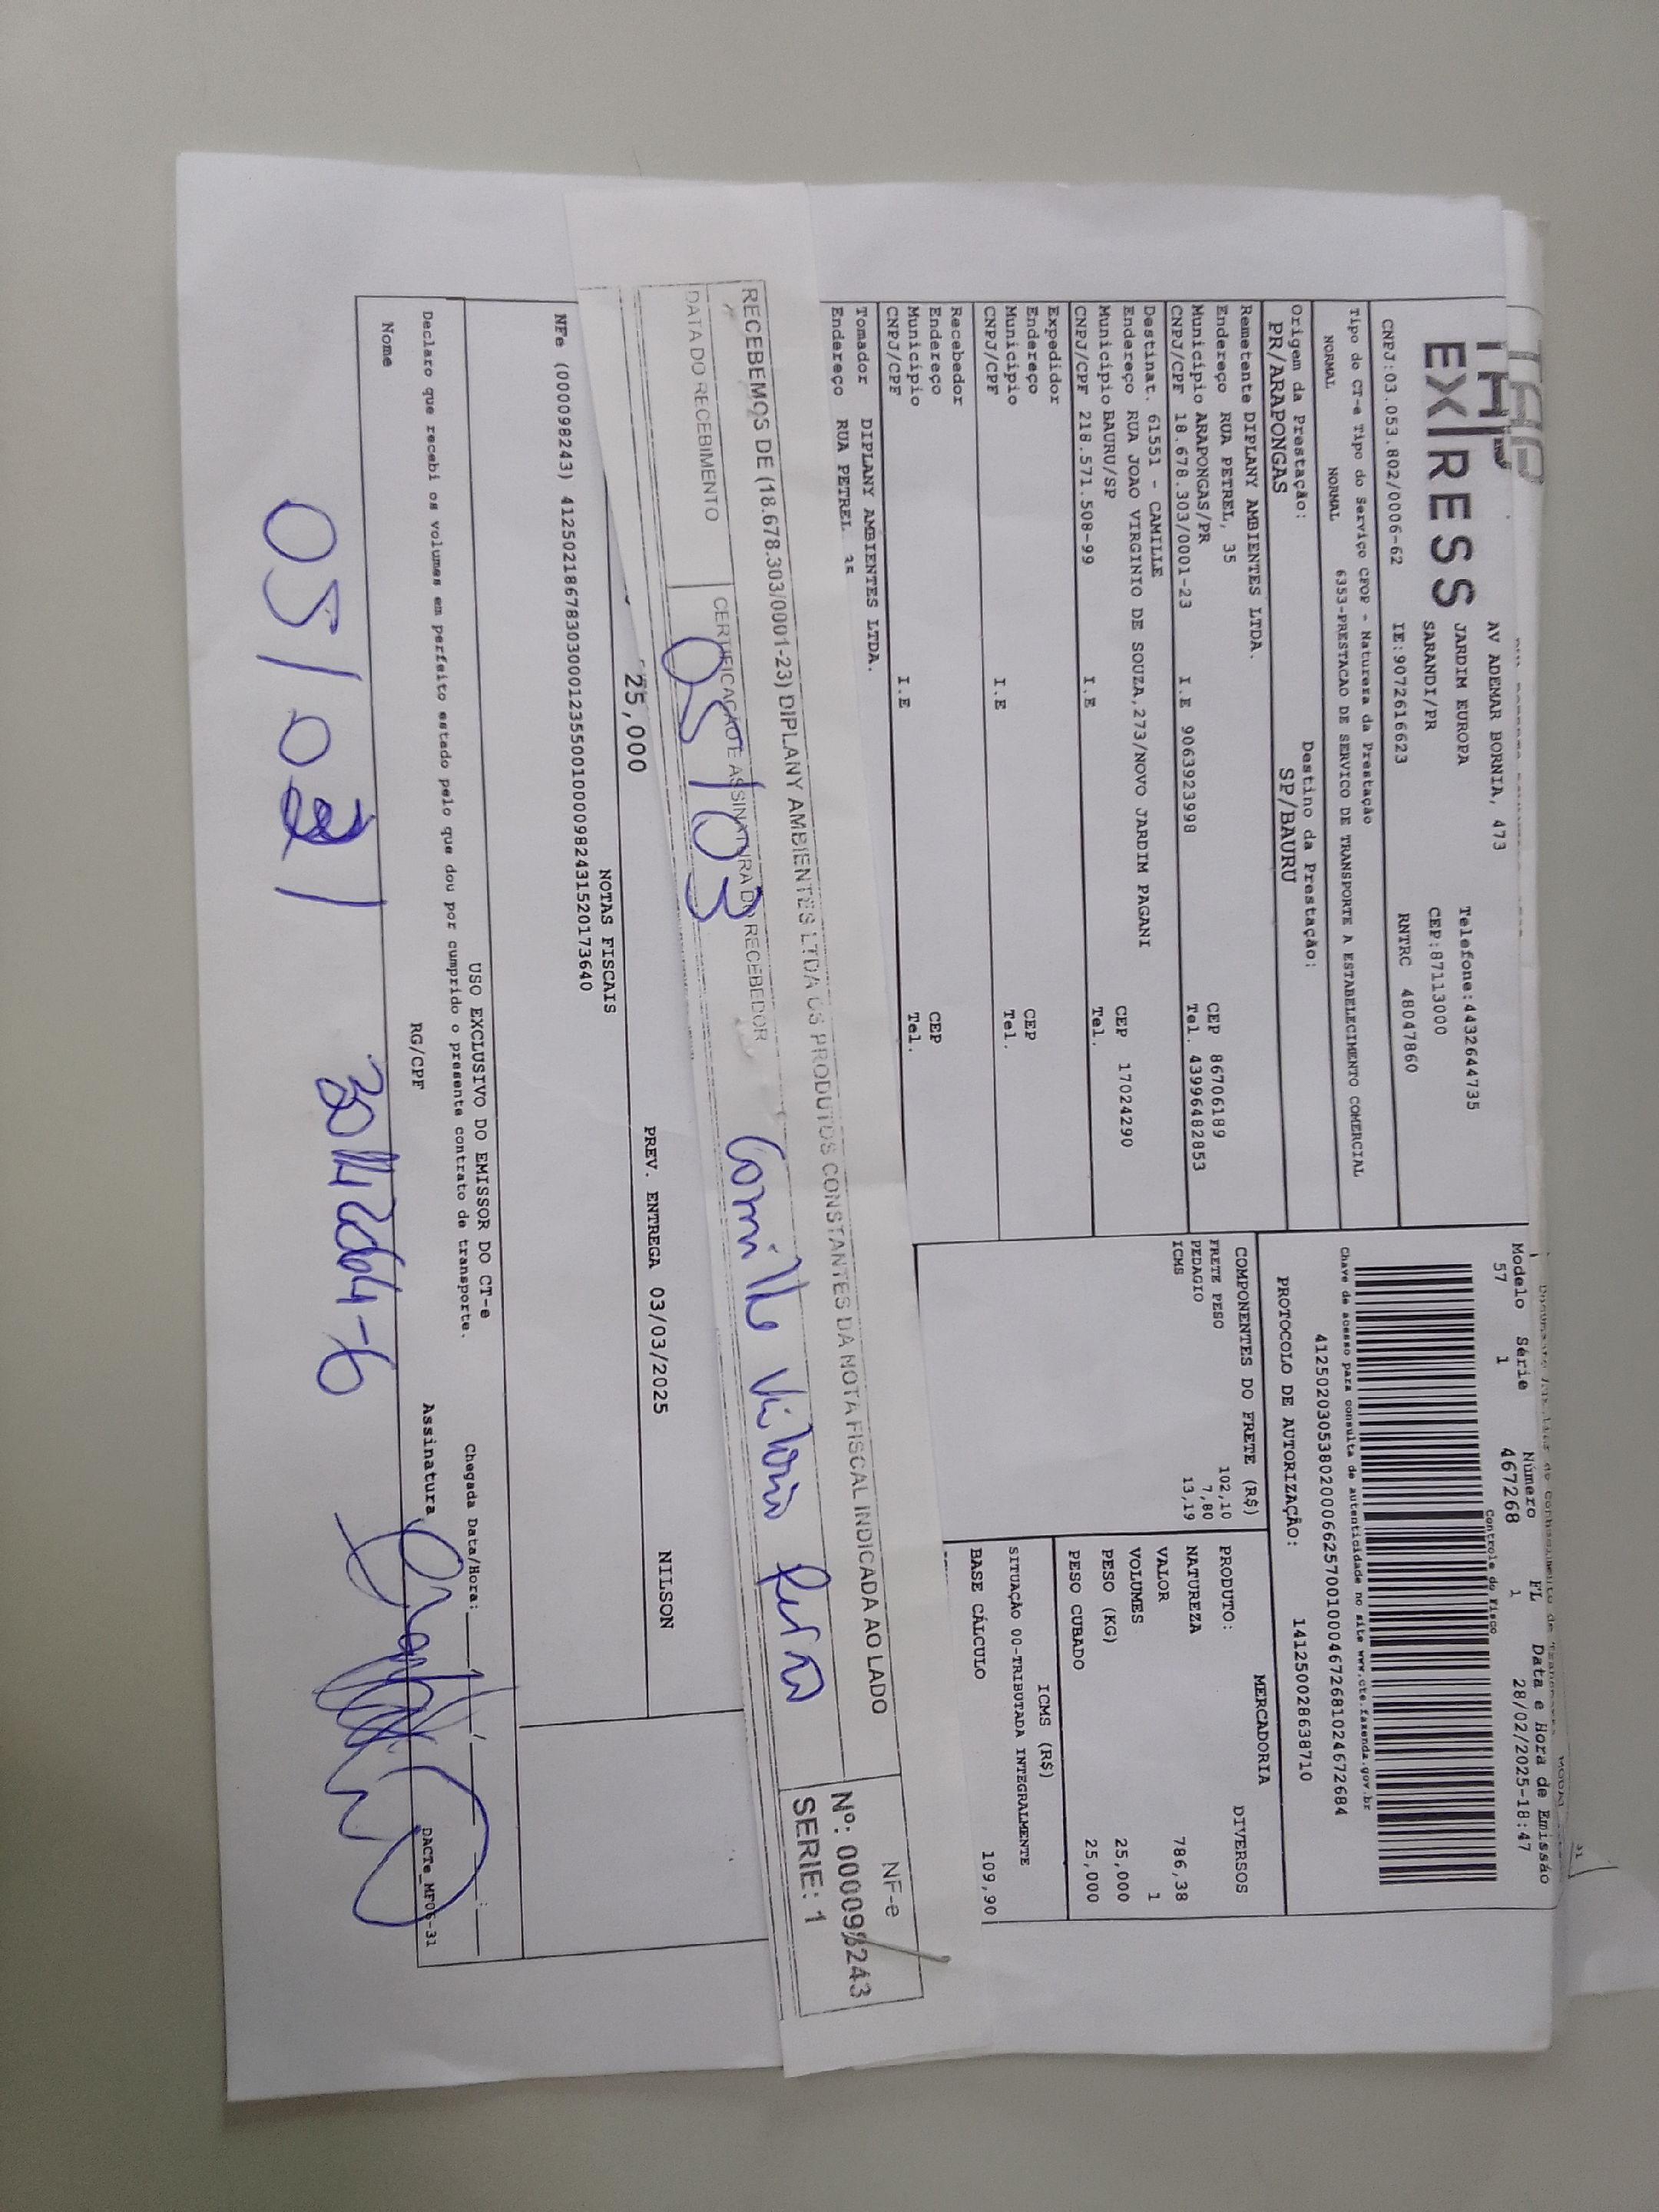 TAP
EXPRESS
AV ADEMAR BORNIA, 473
JARDIM EUROPA
SARANDI/PR
Telefone:4432644735
CEP:87113000
CNPJ:03.053.802/0006-62 IE:9072616623 RNTRC 48047860
Modelo Série Número FL Data e Hora de Emissão
57 1 467268 1 28/02/2025-18:47
Controle do Fisco
Chave de acesso para consulta de autenticidade no site www.cte.fazenda.gov.br
41250203053802000662570010004672681024672684
Tipo do CT-e Tipo do Serviço CFOP - Natureza da Prestação
NORMAL NORMAL 6353-PRESTACAO DE SERVICO DE TRANSPORTE A ESTABELECIMENTO COMERCIAL
PROTOCOLO DE AUTORIZAÇÃO: 141250028638710
Origem da Prestação: Destino da Prestação:
PR/ARAPONGAS SP/BAURU
Remetente DIPLANY AMBIENTES LTDA.
Endereço RUA PETREL, 35 CEP 86706189
Município ARAPONGAS/PR Tel. 43996482853
CNPJ/CPF 18.678.303/0001-23 I.E 9063923998
Destinat. 61551 - CAMILLE
Endereço RUA JOAO VIRGINIO DE SOUZA,273/NOVO JARDIM PAGANI
Município BAURU/SP CEP 17024290
CNPJ/CPF 218.571.508-99 I.E Tel.
Expedidor
Endereço CEP
Município Tel.
CNPJ/CPF I.E
Recebedor
Endereço CEP
Município Tel.
CNPJ/CPF I.E
Tomador DIPLANY AMBIENTES LTDA.
Endereço RUA PETREL 35
COMPONENTES DO FRETE (R$)
FRETE PESO 102,10
PEDAGIO 7,80
ICMS 13,19
MERCADORIA
PRODUTO: DIVERSOS
NATUREZA
VALOR 786,38
VOLUMES 1
PESO (KG) 25,000
PESO CUBADO 25,000
ICMS (R$)
SITUAÇÃO 00-TRIBUTADA INTEGRALMENTE
BASE CÁLCULO 109,90
RECEBEMOS DE (18.678.303/0001-23) DIPLANY AMBIENTES LTDA OS PRODUTOS CONSTANTES DA NOTA FISCAL INDICADA AO LADO
DATA DO RECEBIMENTO
CERTIFICAÇÃO E ASSINATURA DO RECEBEDOR
05/03
Camille Vitorio
NF-e
Nº: 000098243
SERIE: 1
25,000
PREV. ENTREGA 03/03/2025 NILSON
NOTAS FISCAIS
NFe (000098243) 41250218678303000123550010000982431520173640
USO EXCLUSIVO DO EMISSOR DO CT-e
Declaro que recebi os volumes em perfeito estado pelo que dou por cumprido o presente contrato de transporte.
Chegada Data/Hora:
Nome RG/CPF Assinatura
DACTe_MF06-31
05/03/